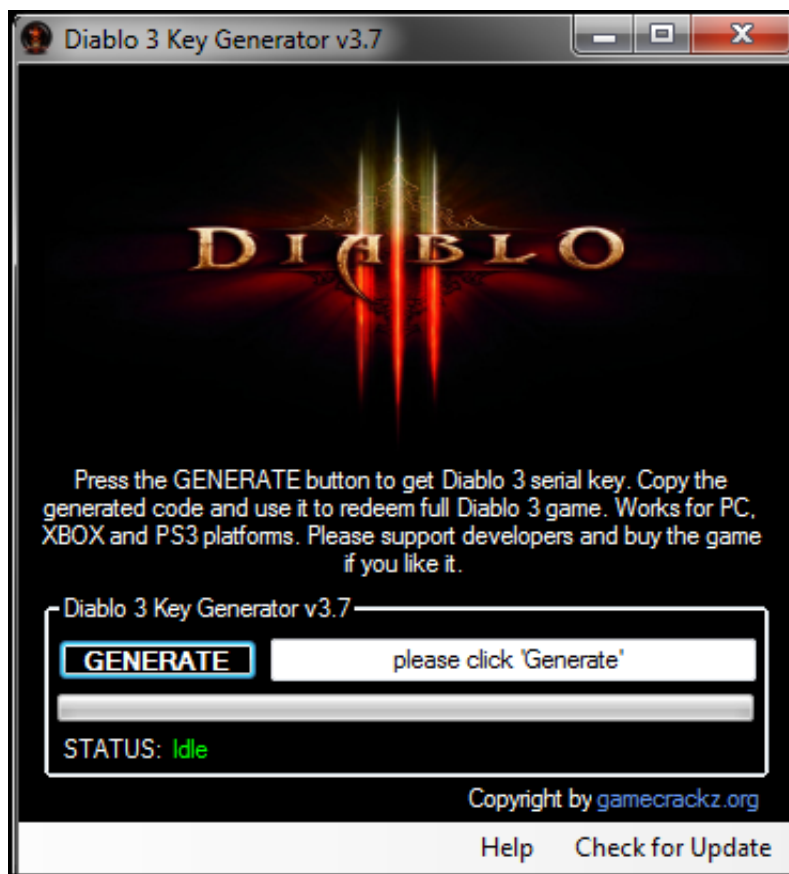 Diablo 3 Key Generator v3.7
DIABLO
Press the GENERATE button to get Diablo 3 serial key. Copy the
generated code and use it to redeem full Diablo 3 game. Works for PC,
XBOX and PS3 platforms. Please support developers and buy the game
if you like it.
Diablo 3 Key Generator v3.7
GENERATE please click 'Generate'
STATUS: Idle
Copyright by gamecrackz.org
Help Check for Update